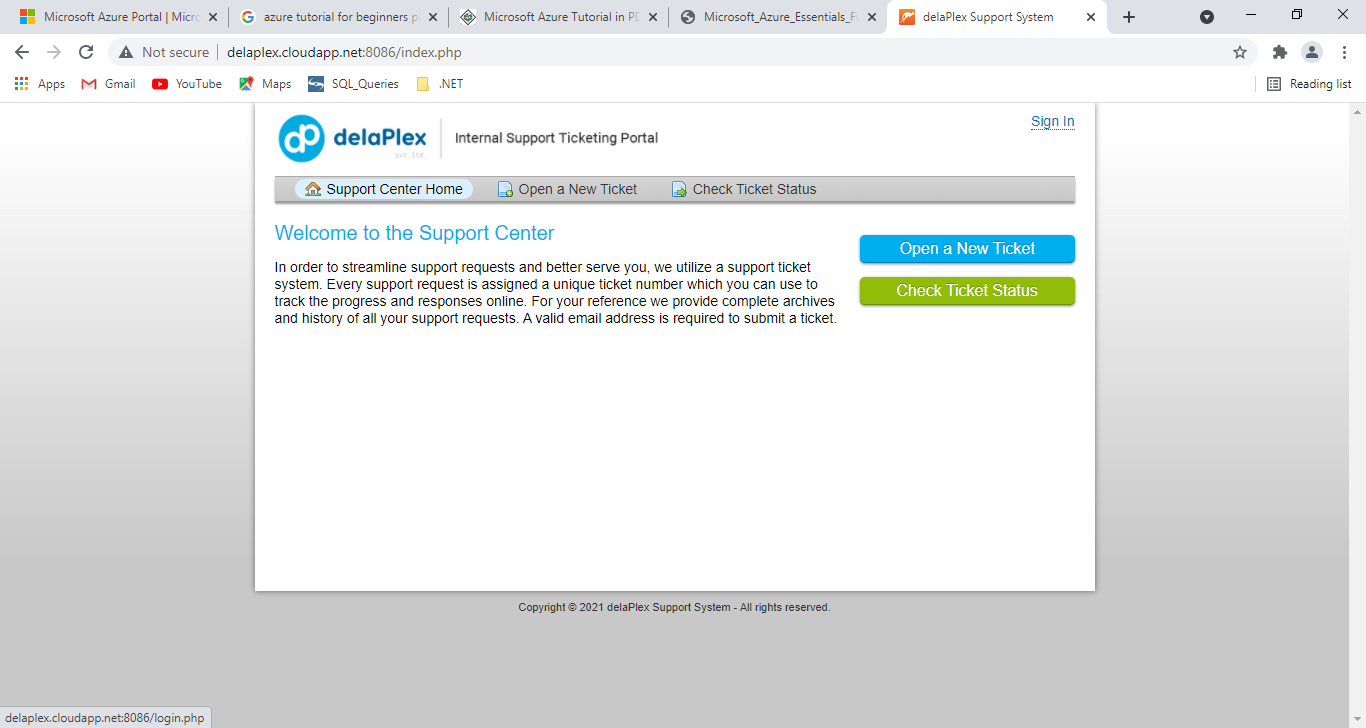 Microsoft Azure Portal | Micro
azure tutorial for beginners p
Microsoft Azure Tutorial in PD
Microsoft_Azure_Essentials_F
delaPlex Support System
Not secure
delaplex.cloudapp.net:8086/index.php
Apps
Gmail
YouTube
Maps
SQL_Queries
.NET
Reading list
dp delaPlex
pvt. ltd.
Internal Support Ticketing Portal
Sign In
Support Center Home
Open a New Ticket
Check Ticket Status
Welcome to the Support Center
In order to streamline support requests and better serve you, we utilize a support ticket
system. Every support request is assigned a unique ticket number which you can use to
track the progress and responses online. For your reference we provide complete archives
and history of all your support requests. A valid email address is required to submit a ticket.
Open a New Ticket
Check Ticket Status
Copyright © 2021 delaPlex Support System - All rights reserved.
delaplex.cloudapp.net:8086/login.php